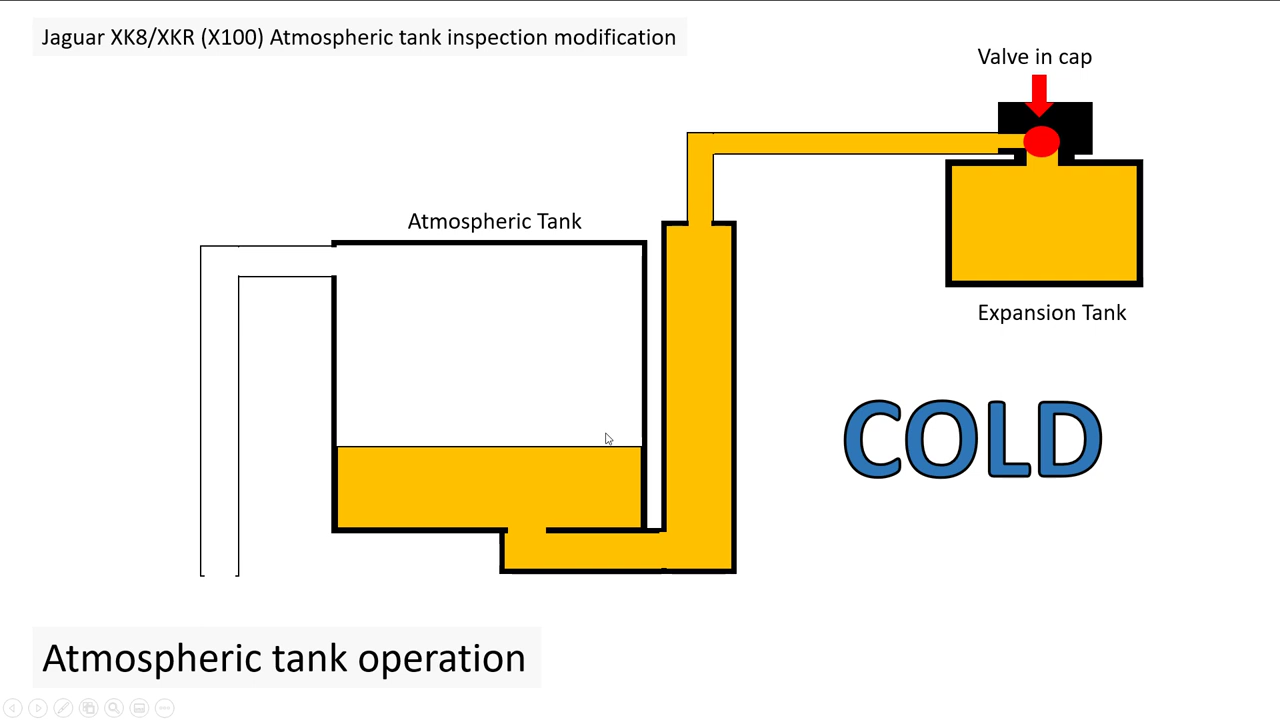 Jaguar XK8/XKR (X100) Atmospheric tank inspection modification
Valve in cap
Atmospheric Tank
Expansion Tank
COLD
Atmospheric tank operation